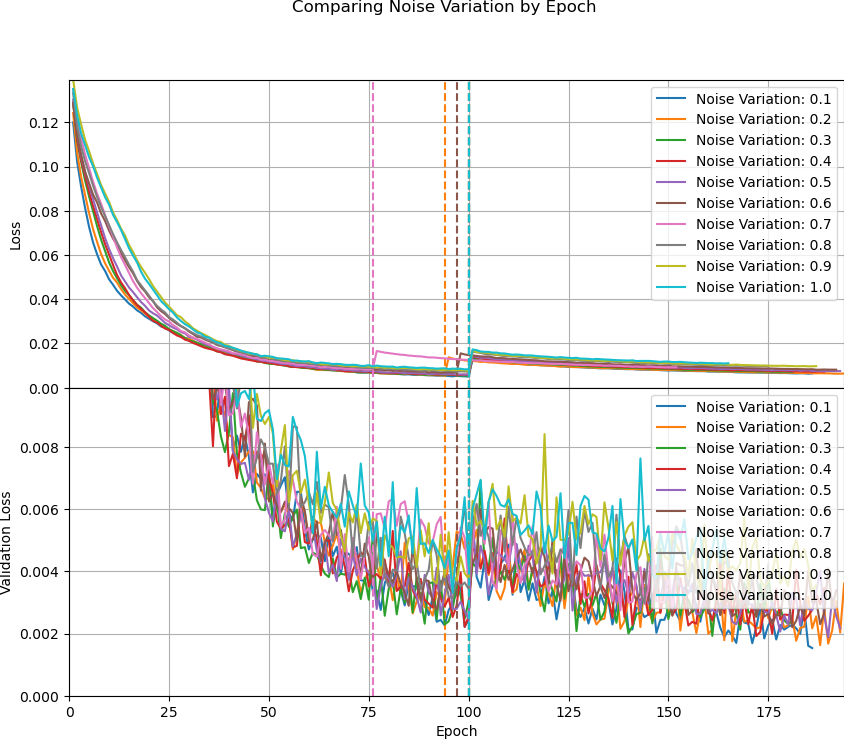 Comparing Noise Variation by Epoch
Loss
0.12
0.10
0.08
0.06
0.04
0.02
0.00
Noise Variation: 0.1
Noise Variation: 0.2
Noise Variation: 0.3
Noise Variation: 0.4
Noise Variation: 0.5
Noise Variation: 0.6
Noise Variation: 0.7
Noise Variation: 0.8
Noise Variation: 0.9
Noise Variation: 1.0
Validation Loss
0.008
0.006
0.004
0.002
0.000
Noise Variation: 0.1
Noise Variation: 0.2
Noise Variation: 0.3
Noise Variation: 0.4
Noise Variation: 0.5
Noise Variation: 0.6
Noise Variation: 0.7
Noise Variation: 0.8
Noise Variation: 0.9
Noise Variation: 1.0
0 25 50 75 100 125 150 175
Epoch